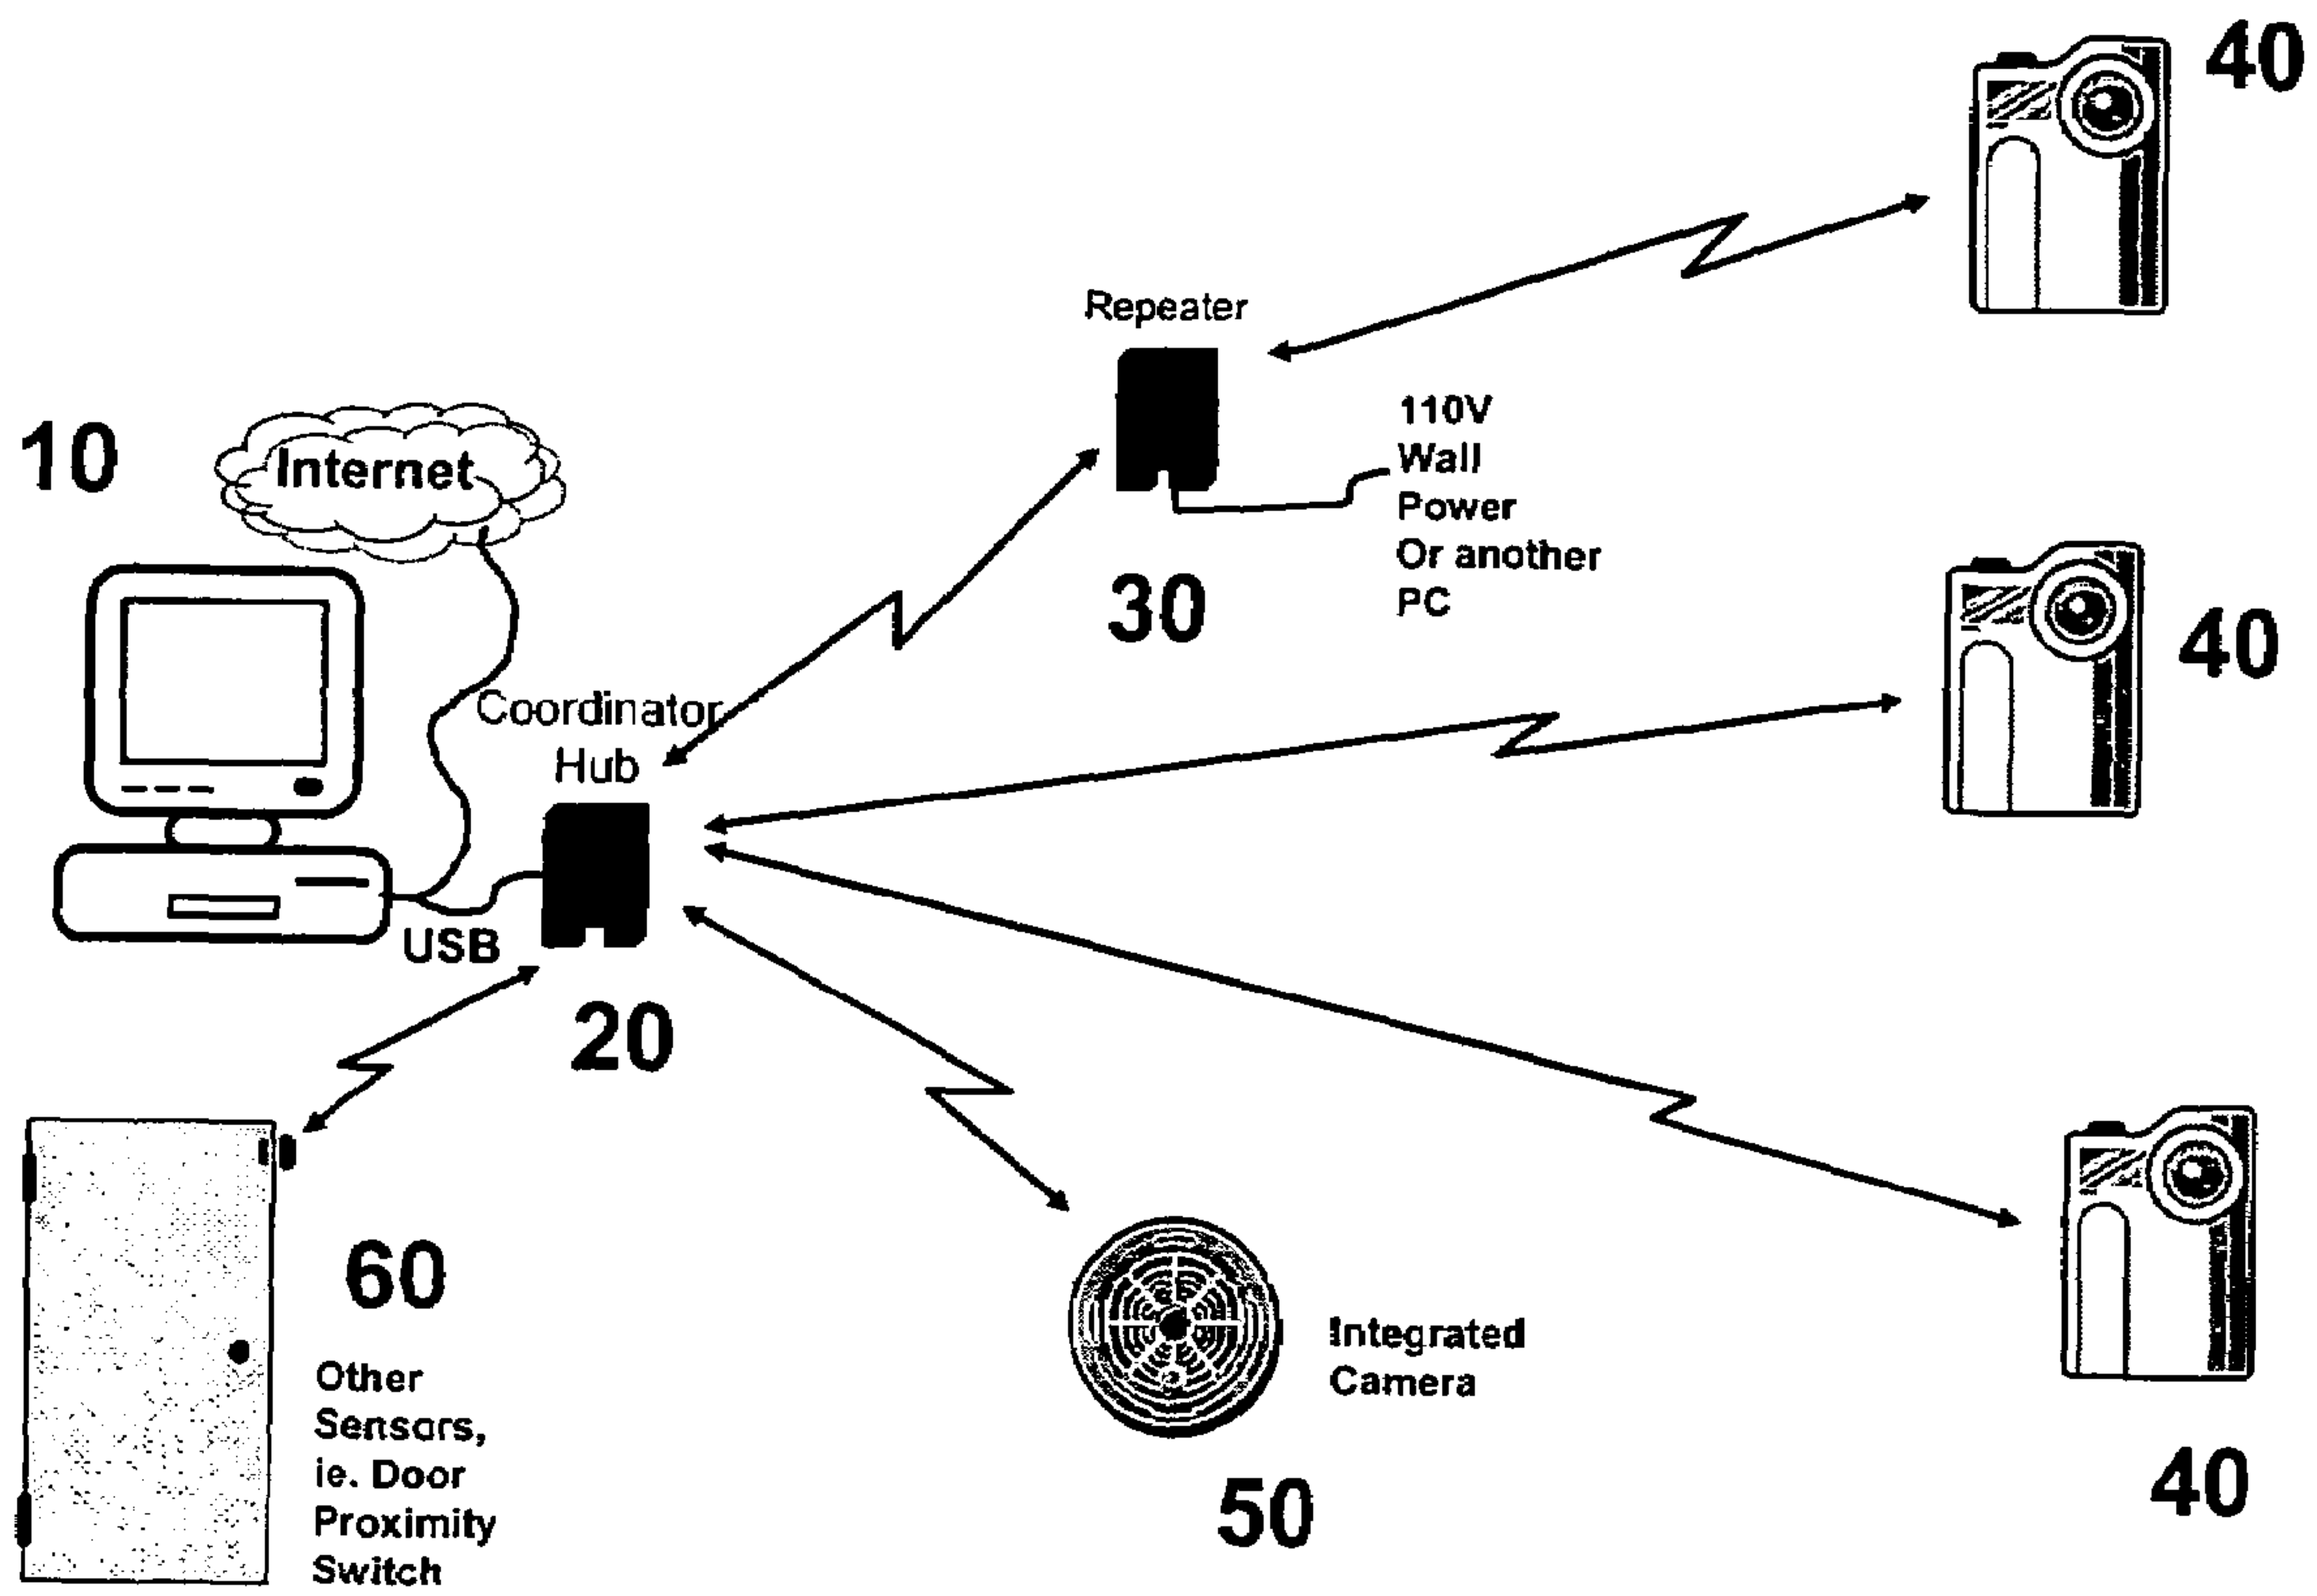 40
Repeater
110V
Wall
Power
Or another
PC
30
10
Internet
40
Coordinator
Hub
USB
20
60
Other
Sensors,
ie. Door
Proximity
Switch
Integrated
Camera
50
40